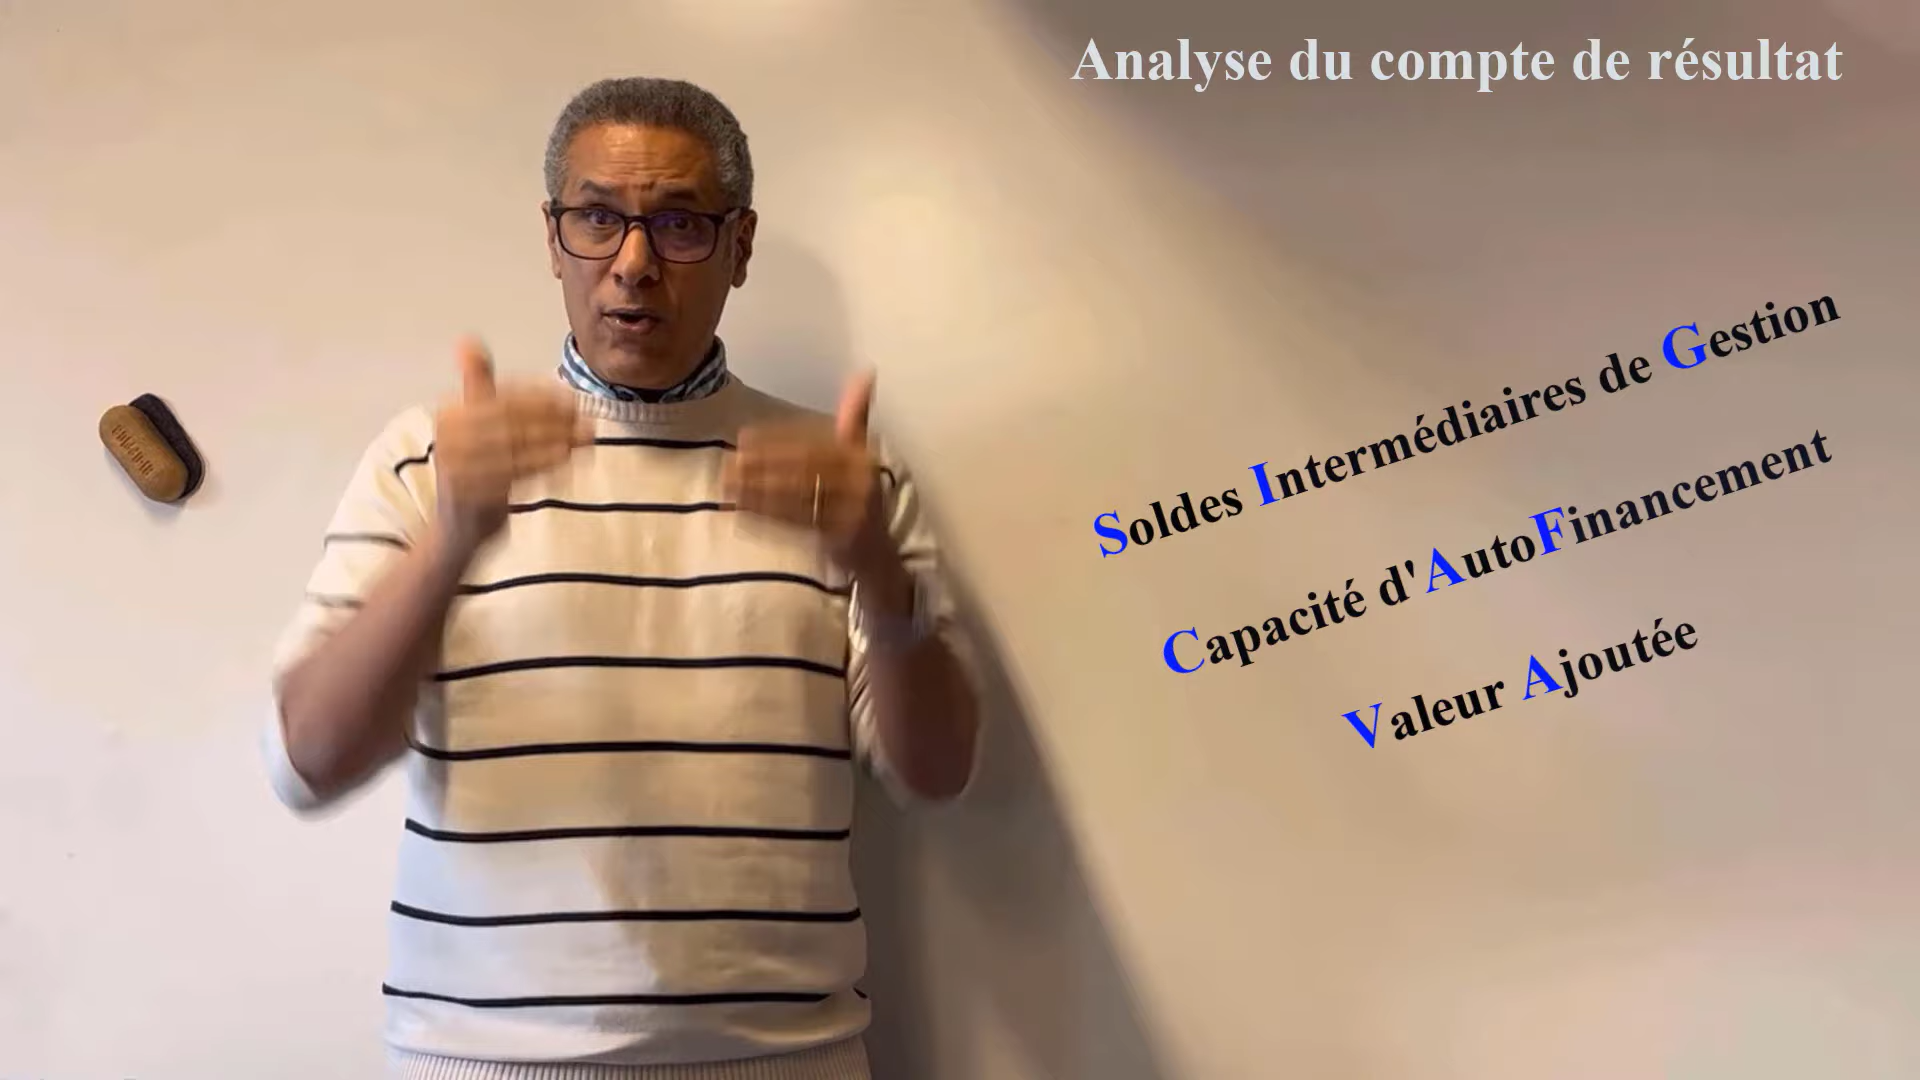 Analyse du compte de résultat
Soldes Intermédiaires de Gestion
Capacité d'AutoFinancement
Valeur Ajoutée